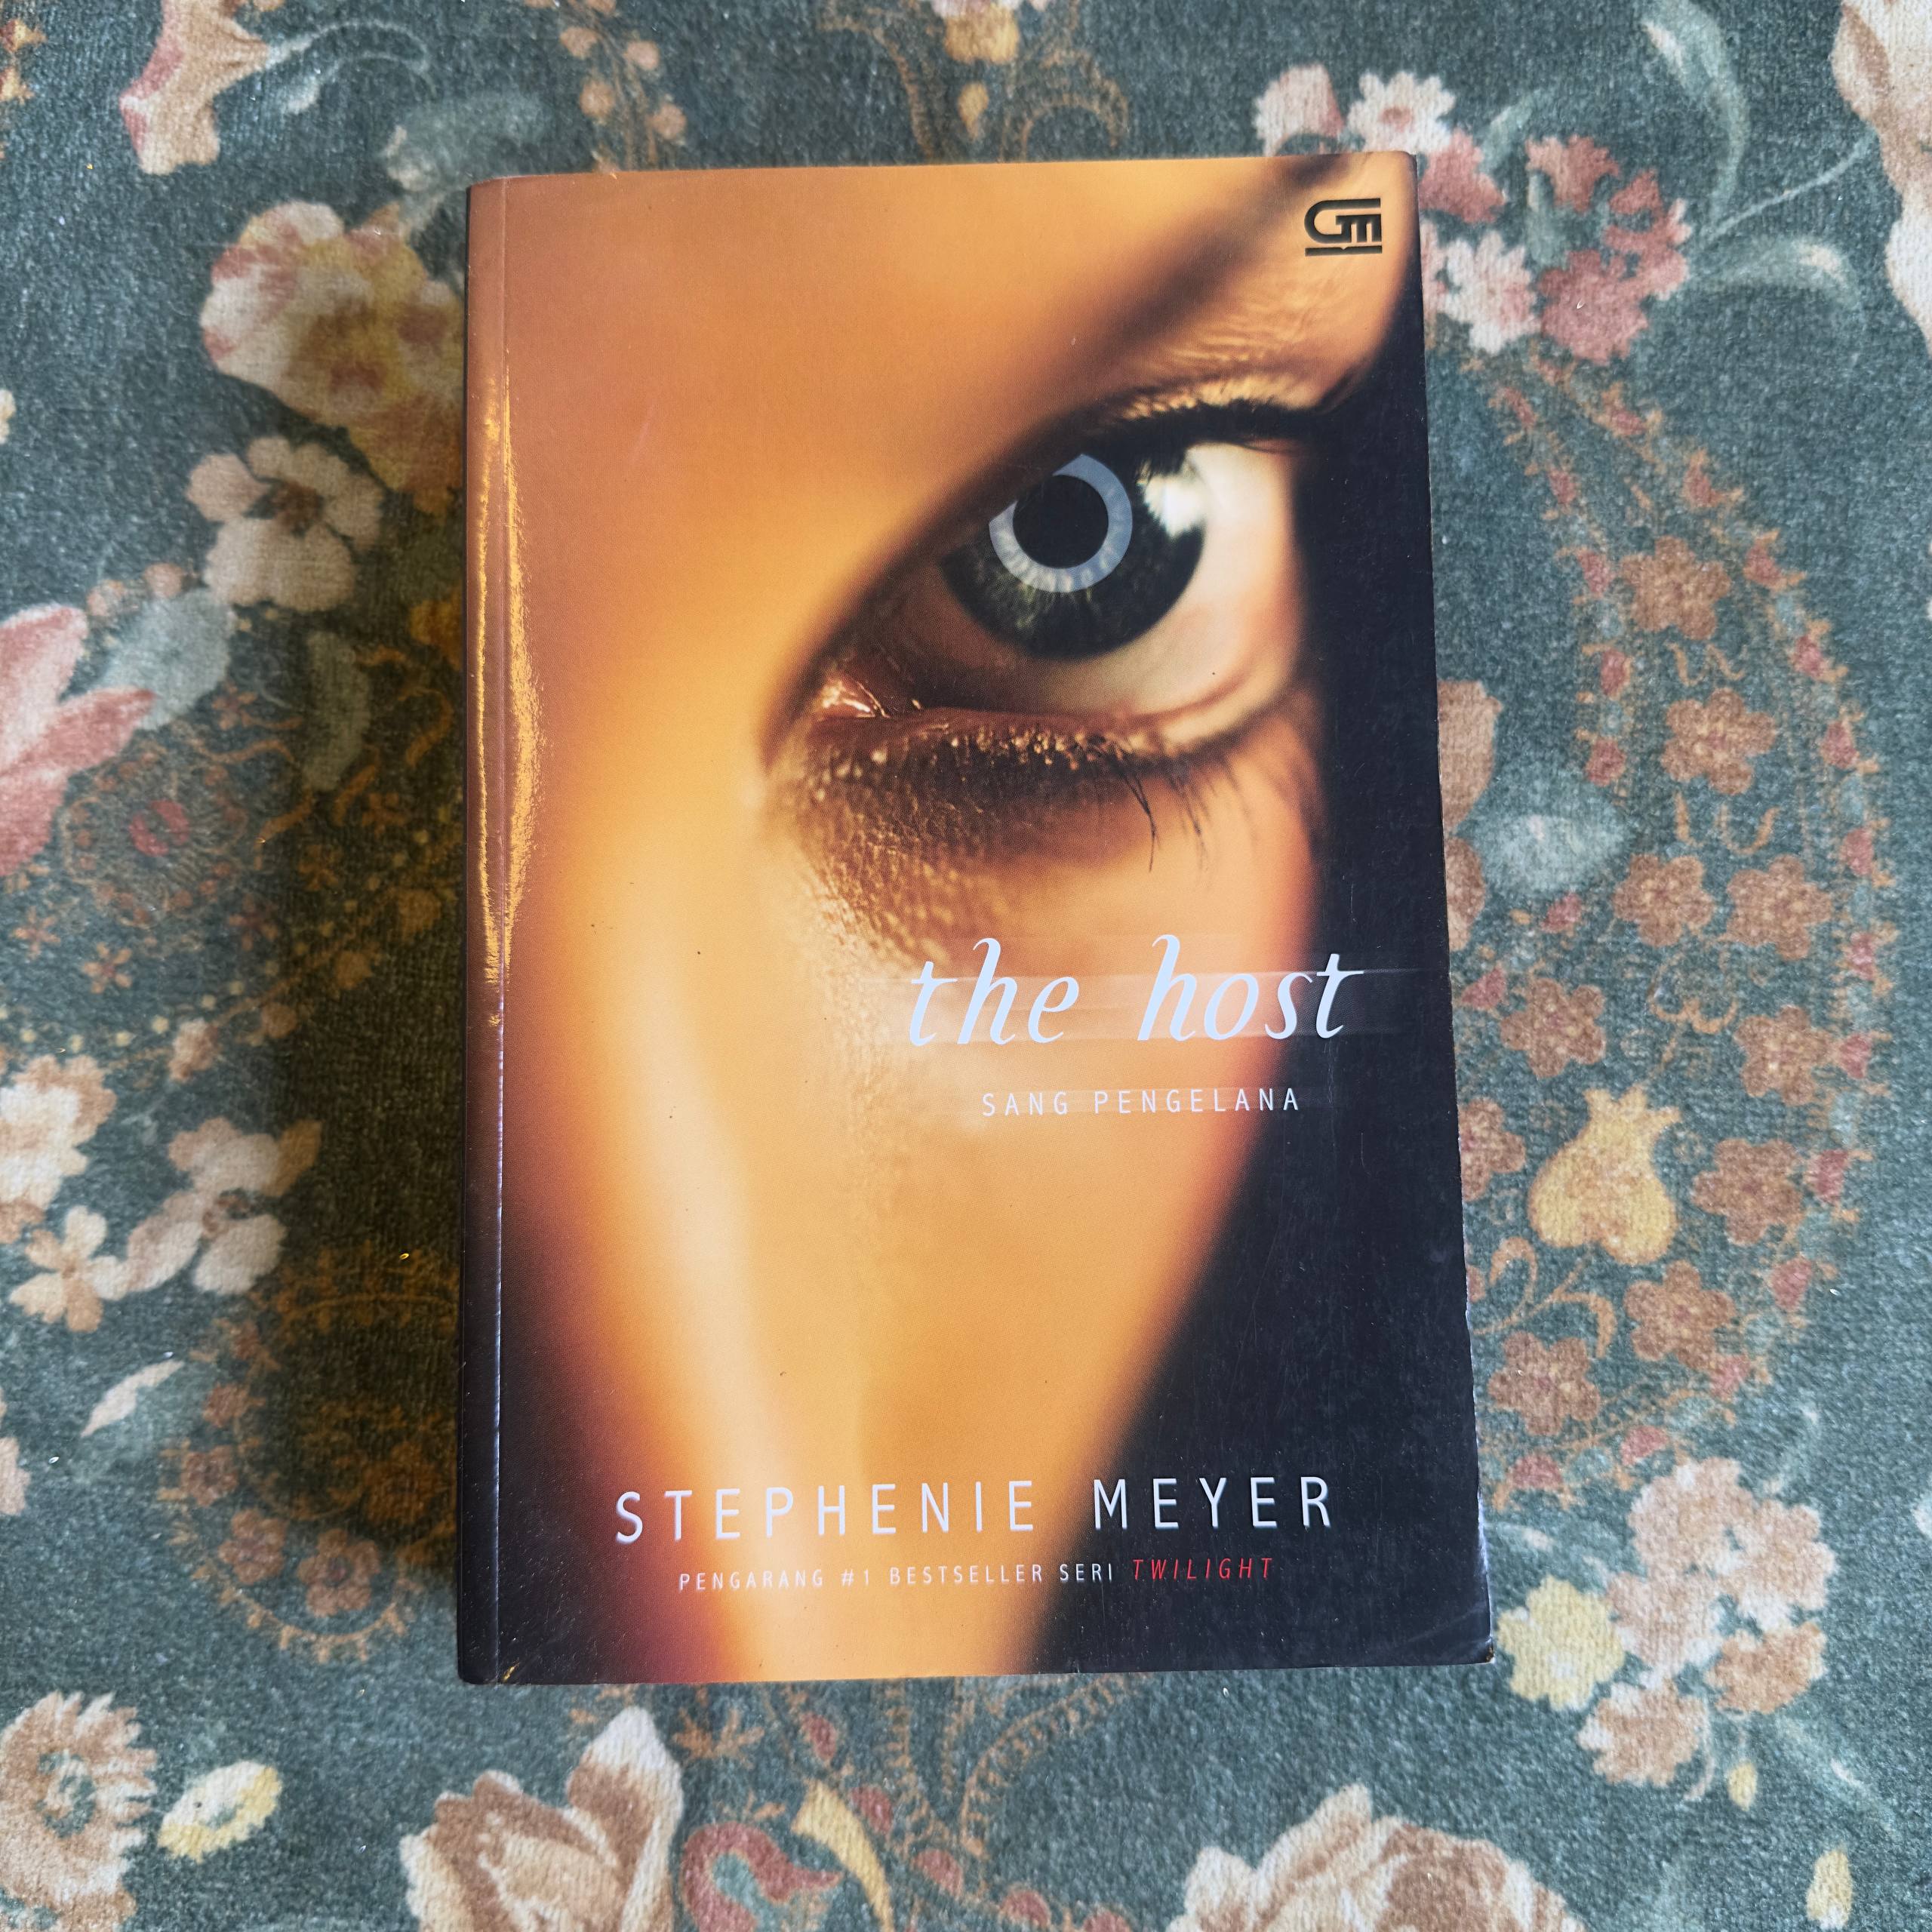 the host
SANG PENGELANA
STEPHENIE MEYER
PENGARANG #1 BESTSELLER SERI TWILIGHT